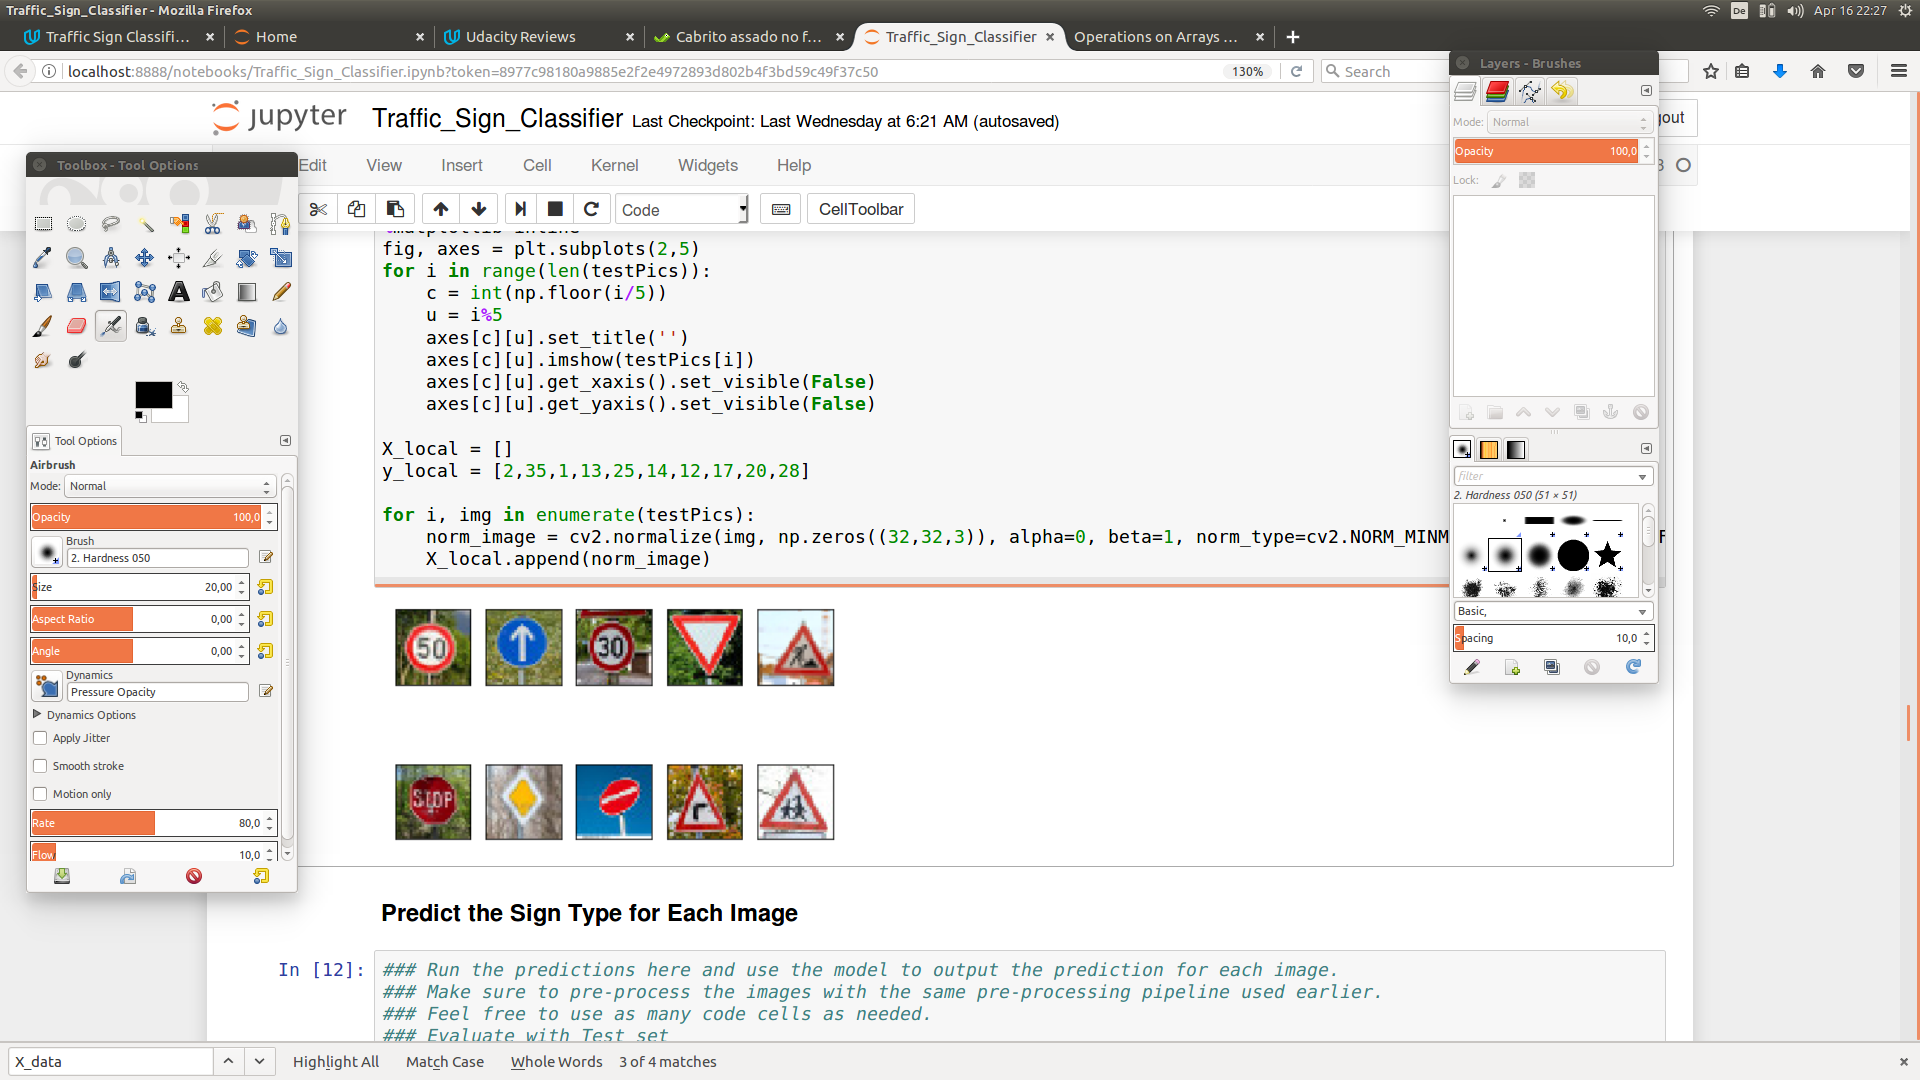 Traffic_Sign_Classifier - Mozilla Firefox
De
Apr 16 22:27
Traffic Sign Classifi…
Home
Udacity Reviews
Cabrito assado no f…
Traffic_Sign_Classifier
Operations on Arrays …
localhost:8888/notebooks/Traffic_Sign_Classifier.ipynb?token=8977c98180a9885e2f2e4972893d802b4f3bd59c49f37c50
130%
Search
jupyter
Traffic_Sign_Classifier
Last Checkpoint: Last Wednesday at 6:21 AM (autosaved)
gout
Edit
View
Insert
Cell
Kernel
Widgets
Help
3
Code
CellToolbar
fig, axes = plt.subplots(2,5)
for i in range(len(testPics)):
c = int(np.floor(i/5))
u = i%5
axes[c][u].set_title('')
axes[c][u].imshow(testPics[i])
axes[c][u].get_xaxis().set_visible(False)
axes[c][u].get_yaxis().set_visible(False)
X_local = []
y_local = [2,35,1,13,25,14,12,17,20,28]
for i, img in enumerate(testPics):
norm_image = cv2.normalize(img, np.zeros((32,32,3)), alpha=0, beta=1, norm_type=cv2.NORM_MINM
F
X_local.append(norm_image)
50
30
STOP
Predict the Sign Type for Each Image
In [12]:
### Run the predictions here and use the model to output the prediction for each image.
### Make sure to pre-process the images with the same pre-processing pipeline used earlier.
### Feel free to use as many code cells as needed.
### Evaluate with Test set
Toolbox - Tool Options
Tool Options
Airbrush
Mode: Normal
Opacity 100,0
Brush
2. Hardness 050
Size 20,00
Aspect Ratio 0,00
Angle 0,00
Dynamics
Pressure Opacity
Dynamics Options
Apply Jitter
Smooth stroke
Motion only
Rate 80,0
Flow 10,0
Layers - Brushes
Mode: Normal
Opacity 100,0
Lock:
filter
2. Hardness 050 (51 × 51)
Basic,
Spacing 10,0
X_data
Highlight All
Match Case
Whole Words
3 of 4 matches